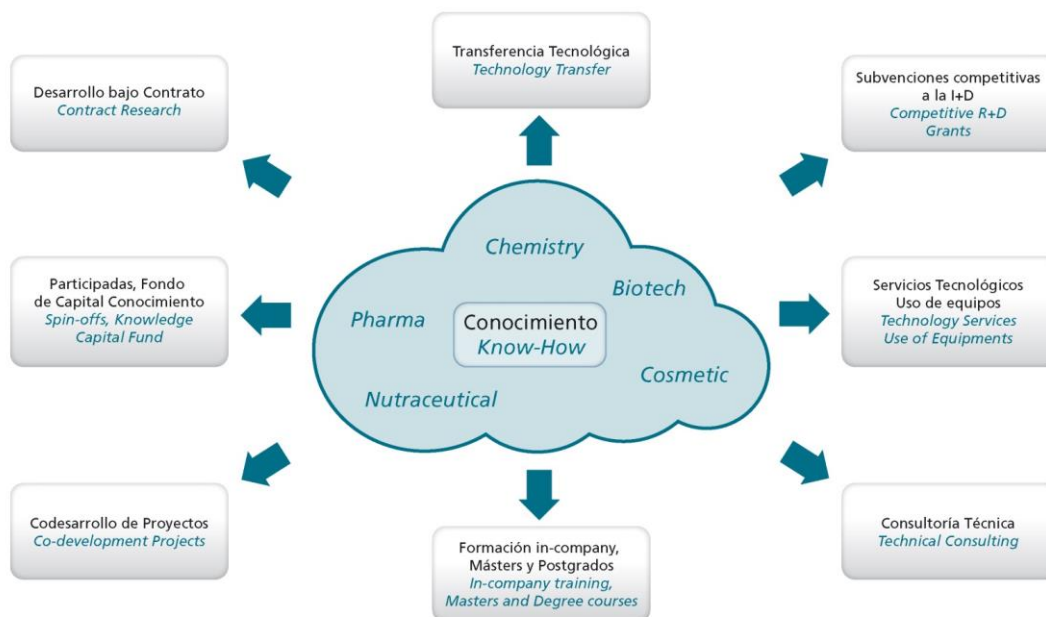 Transferencia Tecnológica
Technology Transfer
Desarrollo bajo Contrato
Contract Research
Subvenciones competitivas
a la I+D
Competitive R+D
Grants
Chemistry
Biotech
Pharma
Conocimiento
Know-How
Cosmetic
Nutraceutical
Participadas, Fondo
de Capital Conocimiento
Spin-offs, Knowledge
Capital Fund
Servicios Tecnológicos
Uso de equipos
Technology Services
Use of Equipments
Codesarrollo de Proyectos
Co-development Projects
Formación in-company,
Másters y Postgrados
In-company training,
Masters and Degree courses
Consultoría Técnica
Technical Consulting